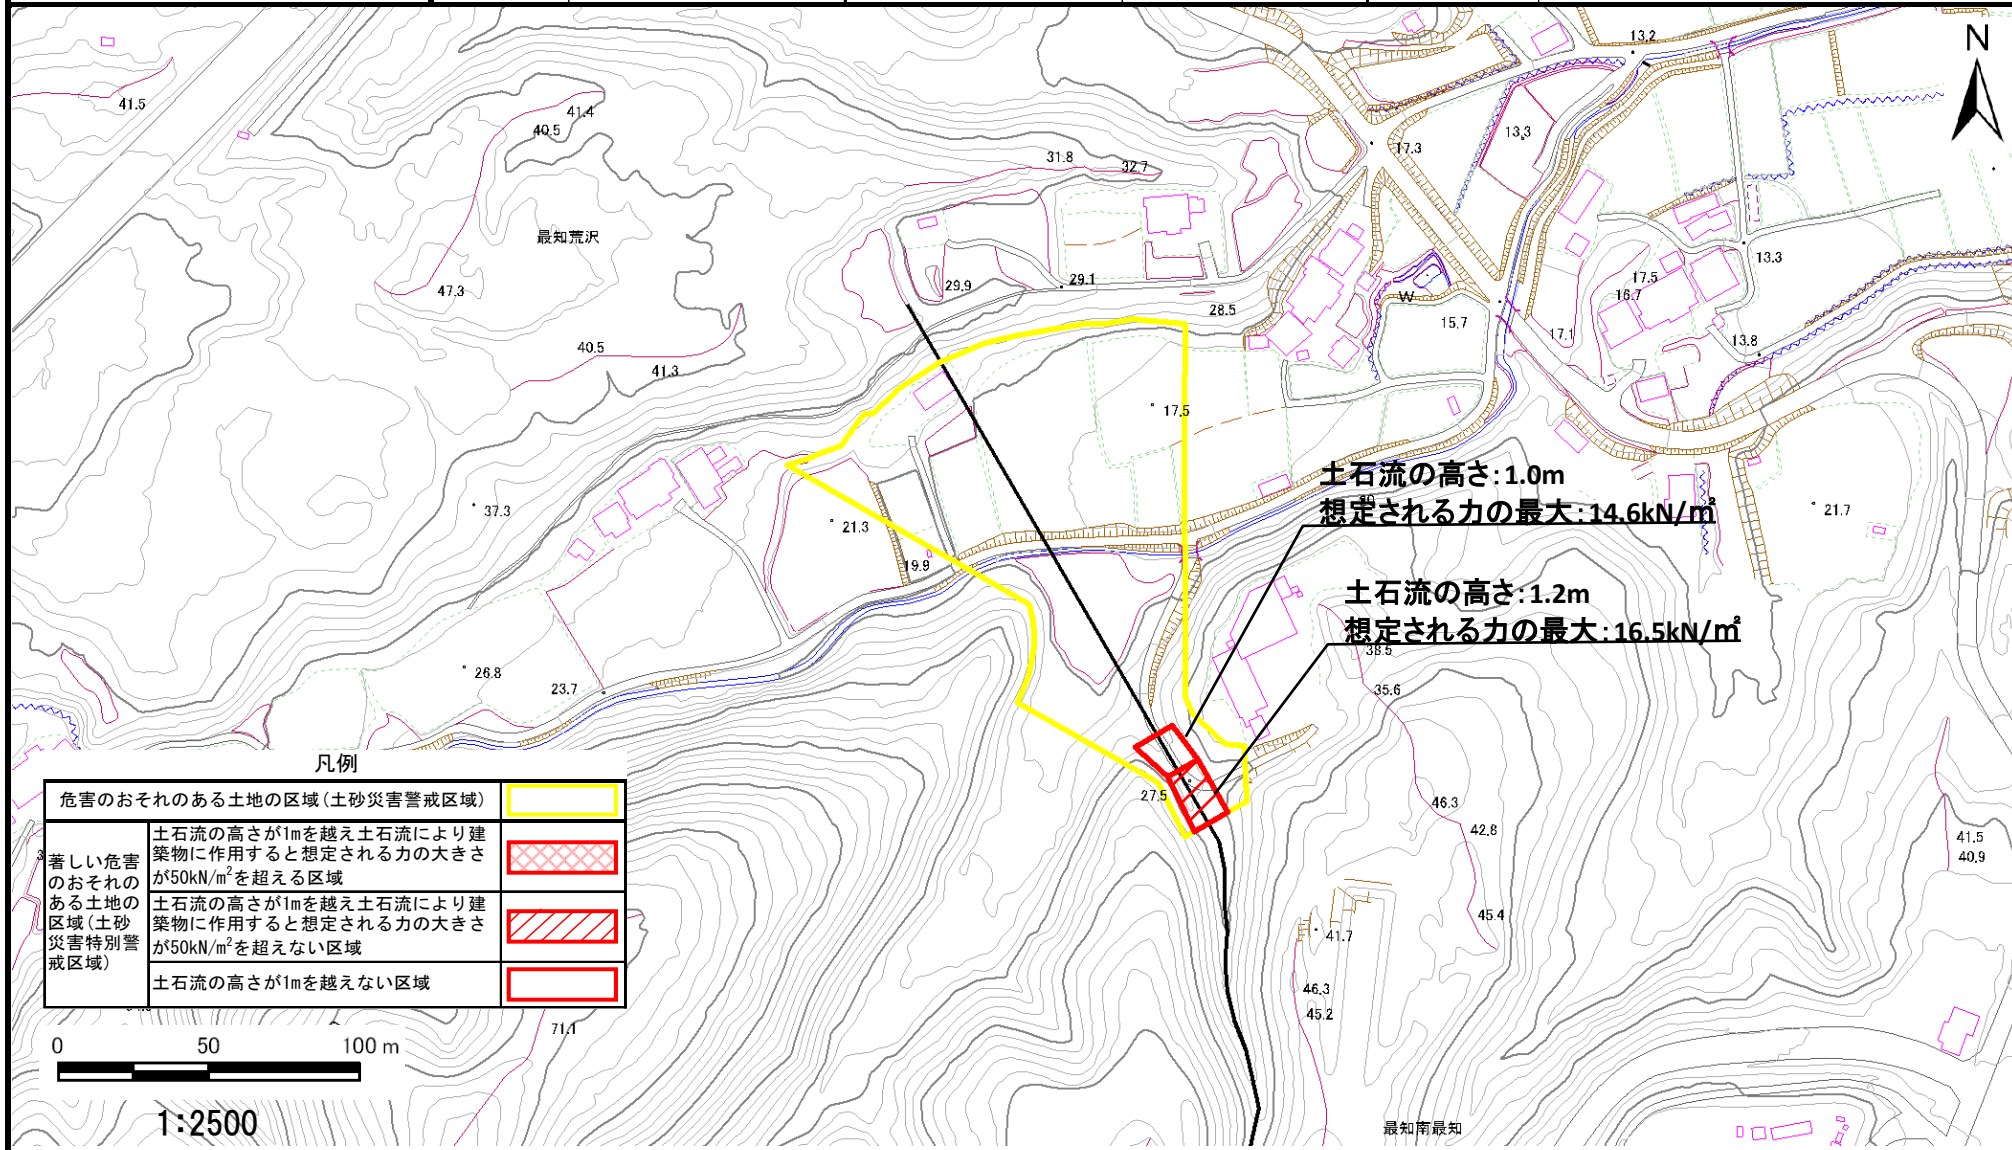 N
13.2
41.5
41.4
40.5
13.3
17.3
31.8
32.7
最知荒沢
47.3
29.9
29.1
28.5
17.5
16.7
13.3
W
15.7
17.1
13.8
40.5
41.3
17.5
37.3
21.3
19.9
21.7
土石流の高さ:1.0m
想定される力の最大:14.6kN/㎡
土石流の高さ:1.2m
想定される力の最大:16.5kN/㎡
38.5
35.6
26.8
23.7
27.5
46.3
42.8
41.5
40.9
45.4
41.7
46.3
45.2
71.1
最知南最知
凡例
危害のおそれのある土地の区域(土砂災害警戒区域)
著しい危害
のおそれの
ある土地の
区域(土砂
災害特別警
戒区域)
土石流の高さが1mを越え土石流により建
築物に作用すると想定される力の大きさ
が50kN/m²を超える区域
土石流の高さが1mを越え土石流により建
築物に作用すると想定される力の大きさ
が50kN/m²を超えない区域
土石流の高さが1mを越えない区域
0 50 100 m
1:2500